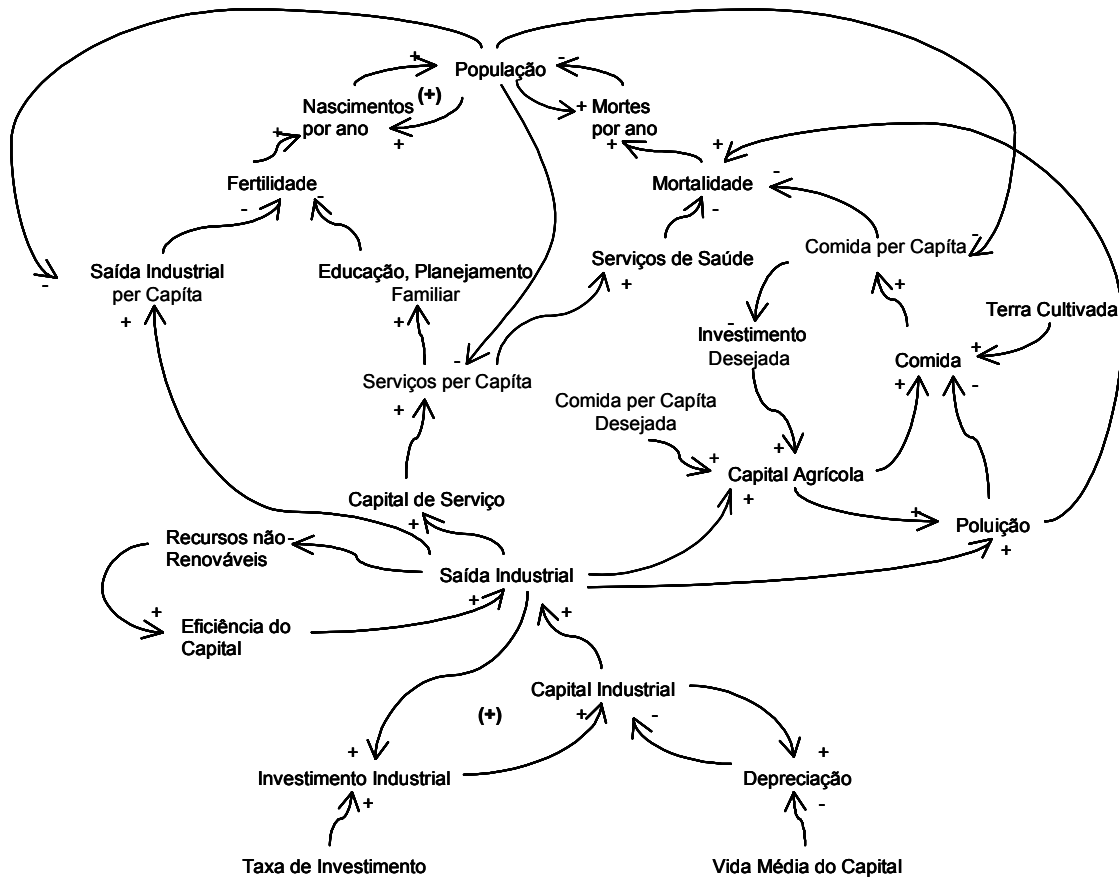 População
Nascimentos
por ano
(+)
Mortes
por ano
Fertilidade
Mortalidade
Saída Industrial
per Capíta
Educação, Planejamento
Familiar
Serviços de Saúde
Comida per Capíta
Terra Cultivada
Investimento
Desejada
Comida
Serviços per Capíta
Comida per Capíta
Desejada
Capital Agrícola
Capital de Serviço
Poluição
Recursos não
Renováveis
Saída Industrial
Eficiência do
Capital
Capital Industrial
(+)
Investimento Industrial
Depreciação
Taxa de Investimento
Vida Média do Capital